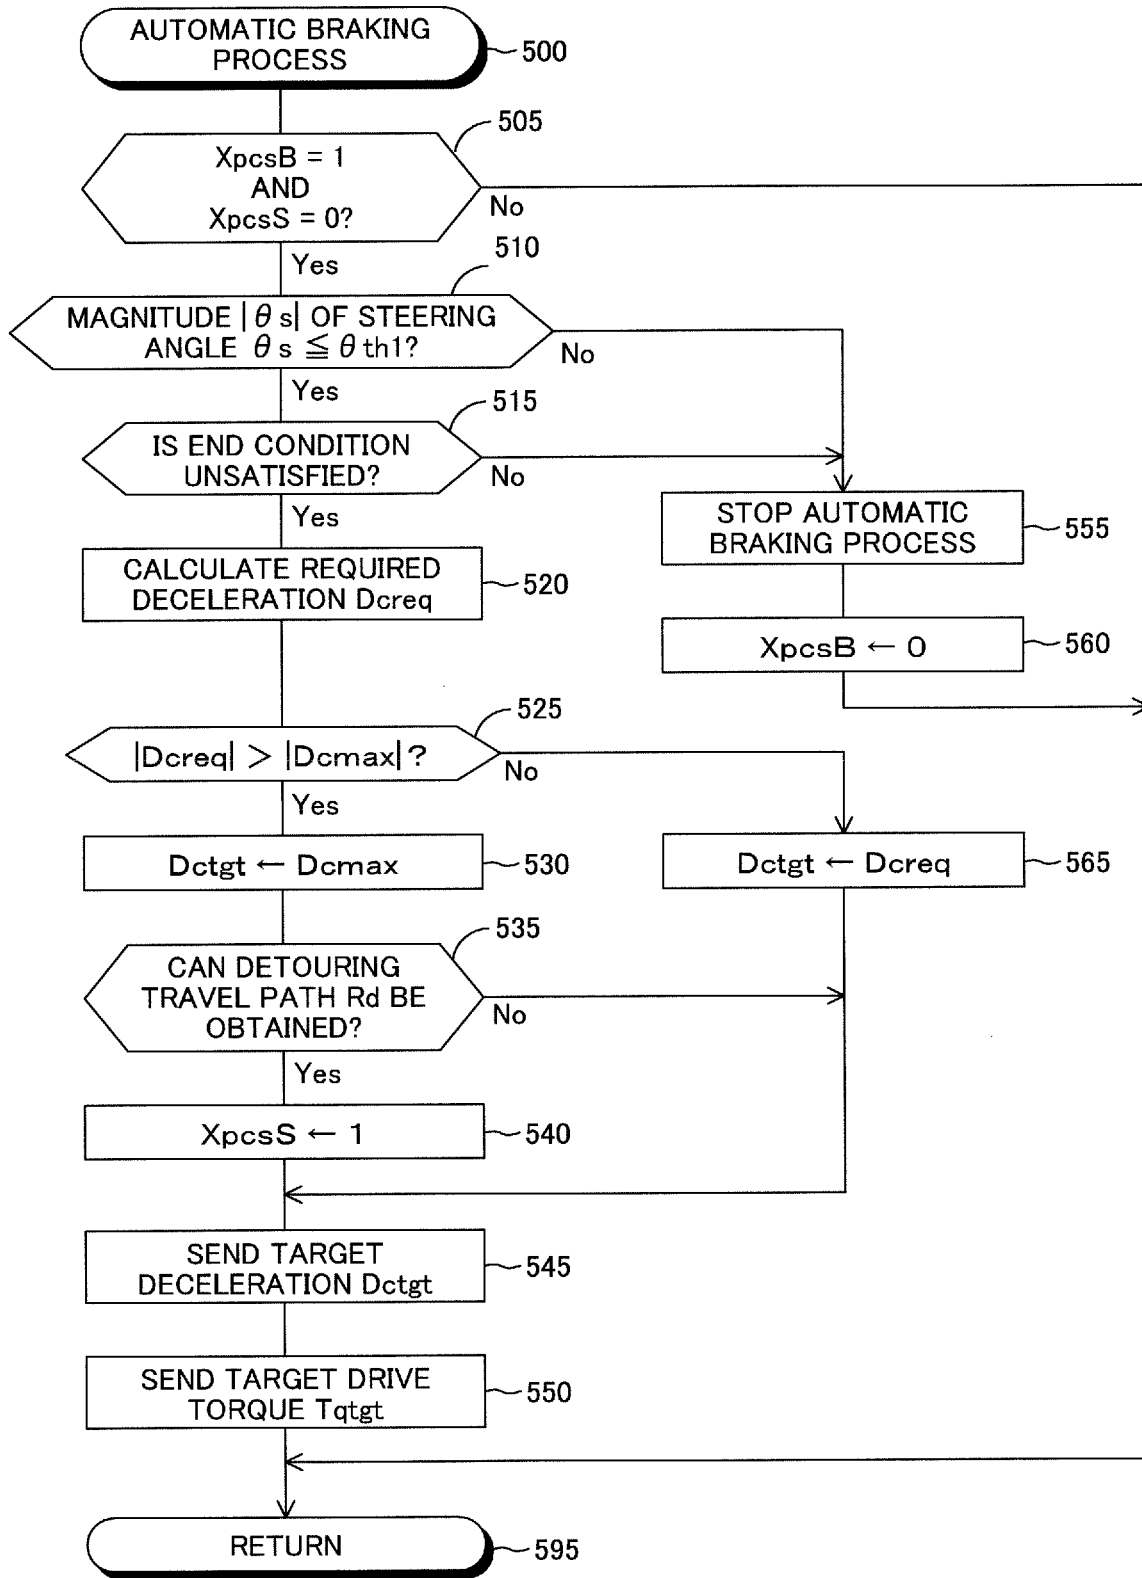 AUTOMATIC BRAKING
PROCESS
500
505
XpcsB = 1
AND
XpcsS = 0?
No
Yes
510
MAGNITUDE |θs| OF STEERING
ANGLE θs ≦ θth1?
No
Yes
515
IS END CONDITION
UNSATISFIED?
No
Yes
STOP AUTOMATIC
BRAKING PROCESS
555
CALCULATE REQUIRED
DECELERATION Dcreq
520
XpcsB ← 0
560
525
|Dcreq| > |Dcmax|?
No
Yes
Dctgt ← Dcmax
530
Dctgt ← Dcreq
565
535
CAN DETOURING
TRAVEL PATH Rd BE
OBTAINED?
No
Yes
XpcsS ← 1
540
SEND TARGET
DECELERATION Dctgt
545
SEND TARGET DRIVE
TORQUE Tqtgt
550
RETURN
595